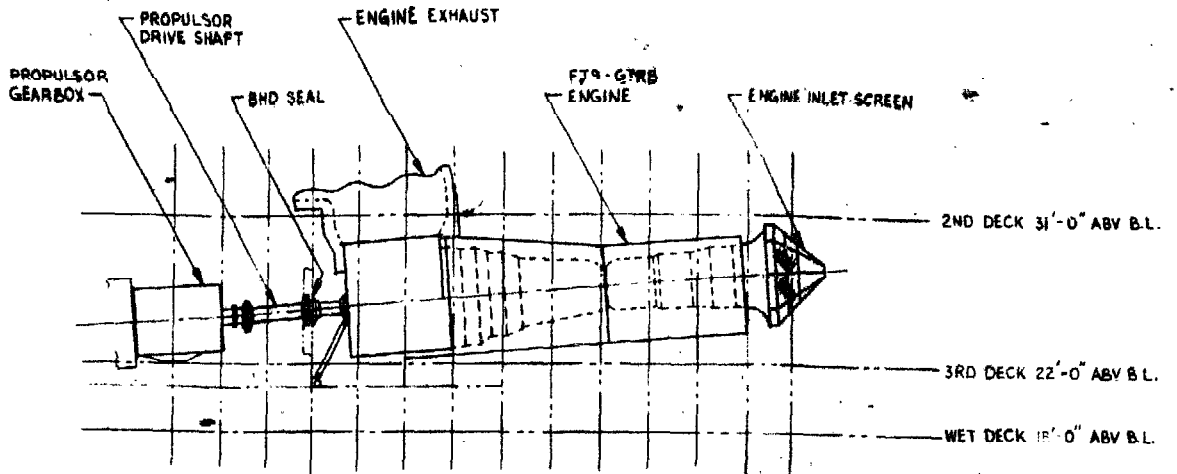 PROPULSOR
DRIVE SHAFT
ENGINE EXHAUST
PROPULSOR
GEARBOX
BHD SEAL
ENGINE
ENGINE INLET SCREEN
2ND DECK 31'-0" ABV B.L.
3RD DECK 22'-0" ABV B.L.
WET DECK 18'-0" ABV B.L.